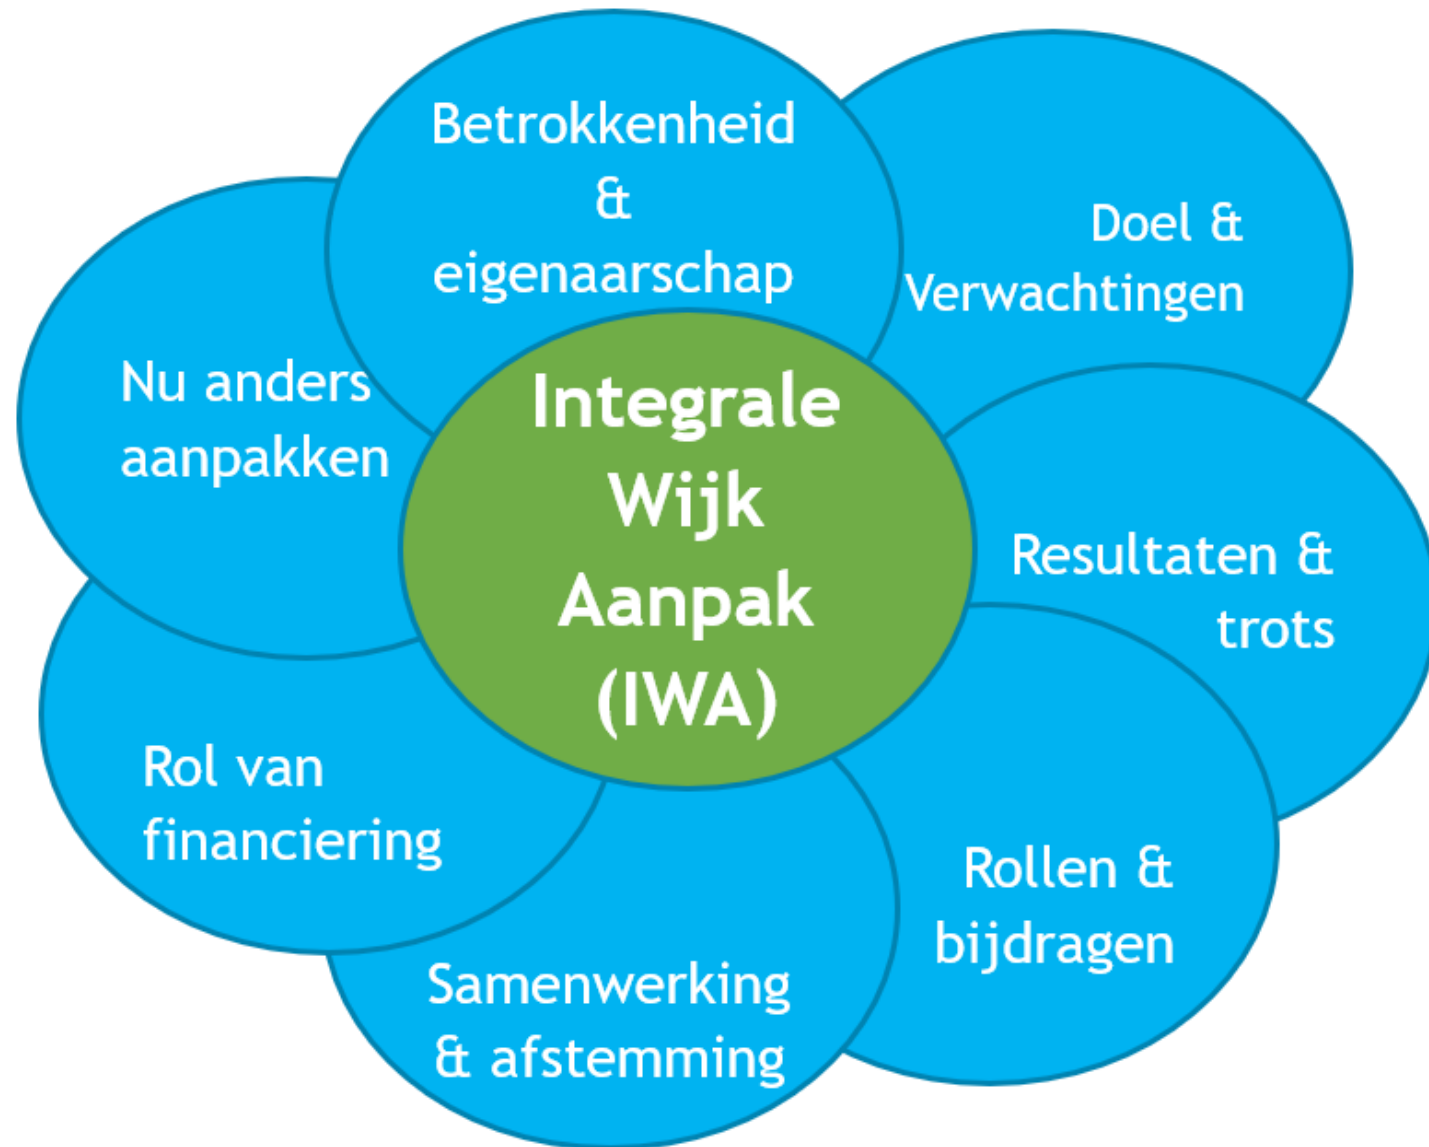 Betrokkenheid
&
eigenaarschap
Doel &
Verwachtingen
Nu anders
aanpakken
Integrale
Wijk
Aanpak
(IWA)
Resultaten &
trots
Rol van
financiering
Rollen &
bijdragen
Samenwerking
& afstemming